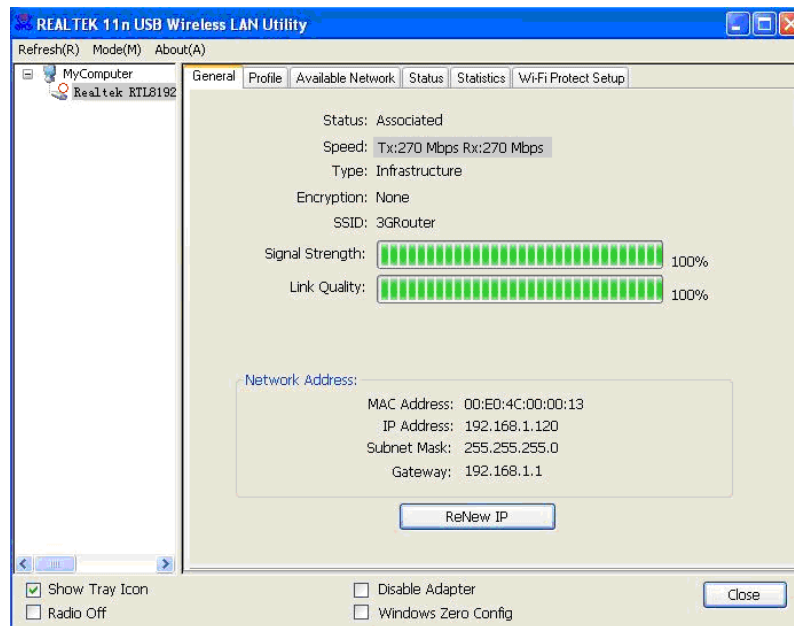 REALTEK 11n USB Wireless LAN Utility
Refresh(R) Mode(M) About(A)
MyComputer
Realtek RTL8192
General Profile Available Network Status Statistics Wi-Fi Protect Setup
Status: Associated
Speed: Tx:270 Mbps Rx:270 Mbps
Type: Infrastructure
Encryption: None
SSID: 3GRouter
Signal Strength: 100%
Link Quality: 100%
Network Address:
MAC Address: 00:E0:4C:00:00:13
IP Address: 192.168.1.120
Subnet Mask: 255.255.255.0
Gateway: 192.168.1.1
ReNew IP
Show Tray Icon Disable Adapter Close
Radio Off Windows Zero Config